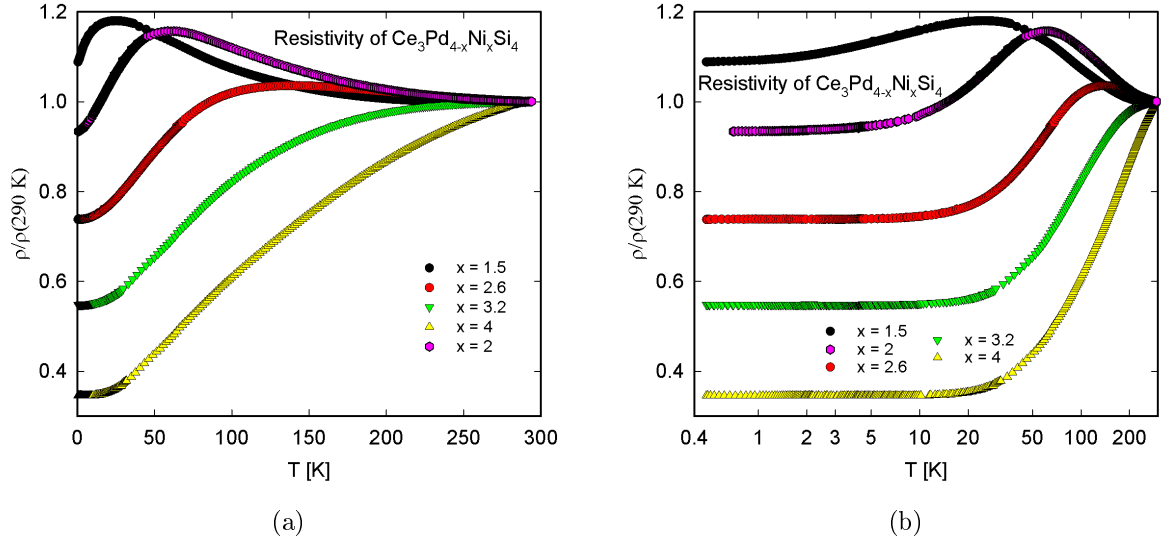 Resistivity of Ce₃Pd₄₋ₓNiₓSi₄
ρ/ρ(290 K)
1.2
1.0
0.8
0.6
0.4
x = 1.5
x = 2.6
x = 3.2
x = 4
x = 2
0 50 100 150 200 250 300
T [K]
(a)
Resistivity of Ce₃Pd₄₋ₓNiₓSi₄
ρ/ρ(290 K)
1.2
1.0
0.8
0.6
0.4
x = 1.5
x = 2
x = 2.6
x = 3.2
x = 4
0.4 1 2 3 5 10 20 50 100 200
T [K]
(b)